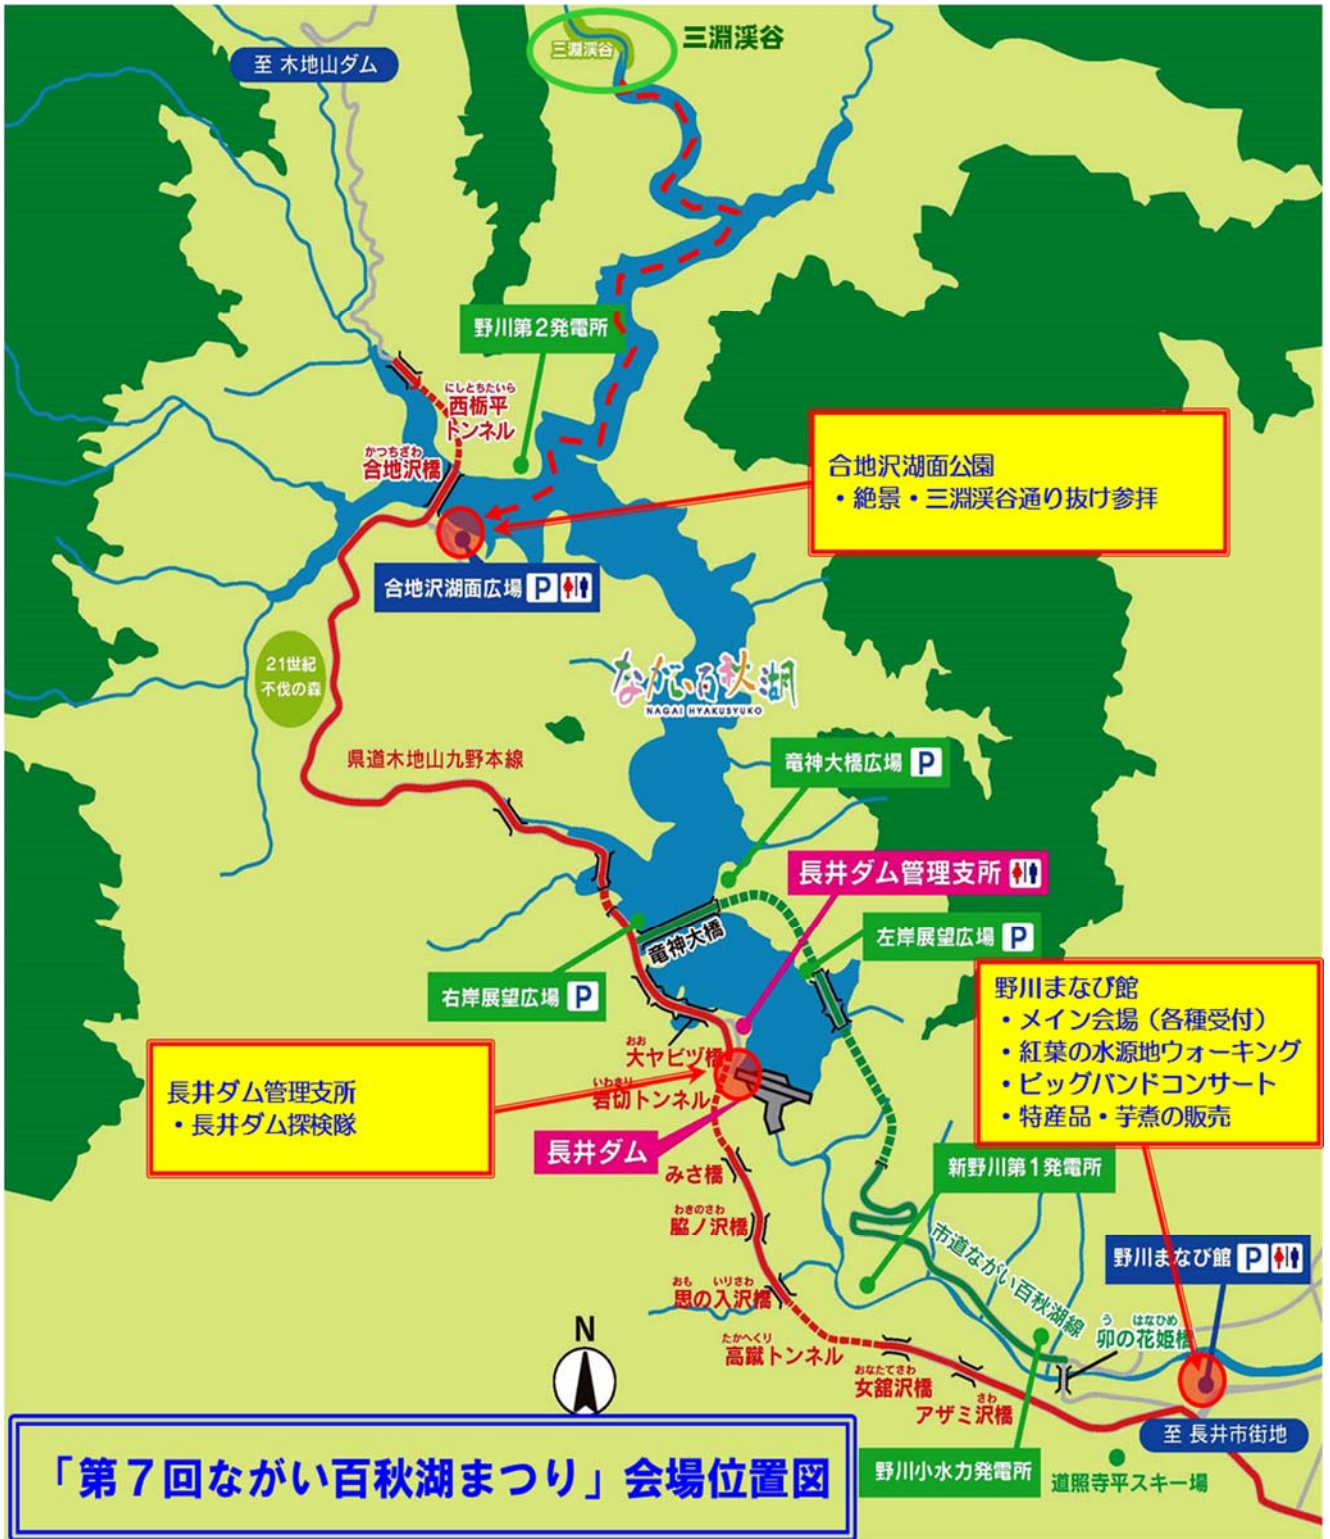 三淵渓谷
三淵渓谷
至 木地山ダム
野川第2発電所
にしとちたいら
西栃平
トンネル
かつちざわ
合地沢橋
合地沢湖面公園
・絶景・三淵渓谷通り抜け参拝
合地沢湖面広場 P
21世紀
不伐の森
ながい百秋湖
NAGAI HYAKUSYUKO
県道木地山九野本線
竜神大橋広場 P
長井ダム管理支所
竜神大橋
左岸展望広場 P
右岸展望広場 P
野川まなび館
・メイン会場（各種受付）
・紅葉の水源地ウォーキング
・ビッグバンドコンサート
・特産品・芋煮の販売
おお
大ヤビヅ橋
いわきり
岩切トンネル
長井ダム管理支所
・長井ダム探検隊
長井ダム
みさ橋
新野川第1発電所
わきのさわ
脇ノ沢橋
市道ながい百秋湖線
野川まなび館 P
おも いりさわ
思の入沢橋
う はなひめ
卯の花姫橋
N
たかへくり
高蹴トンネル
おなたてさわ
女舘沢橋
さわ
アザミ沢橋
至 長井市街地
野川小水力発電所
道照寺平スキー場
「第７回ながい百秋湖まつり」会場位置図